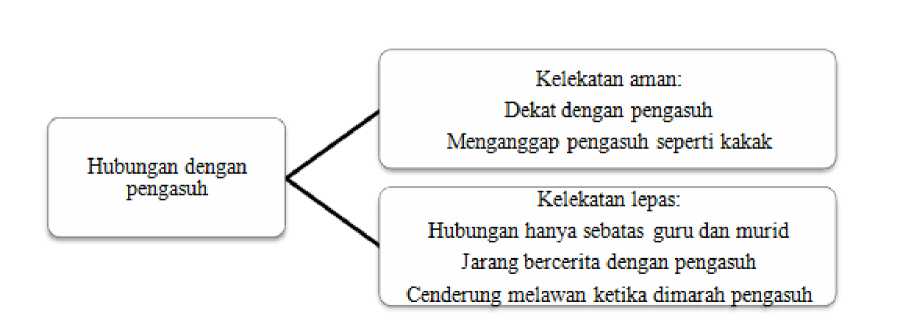 Hubungan dengan
pengasuh
Kelekatan aman:
Dekat dengan pengasuh
Menganggap pengasuh seperti kakak
Kelekatan lepas:
Hubungan hanya sebatas guru dan murid
Jarang bercerita dengan pengasuh
Cenderung melawan ketika dimarah pengasuh